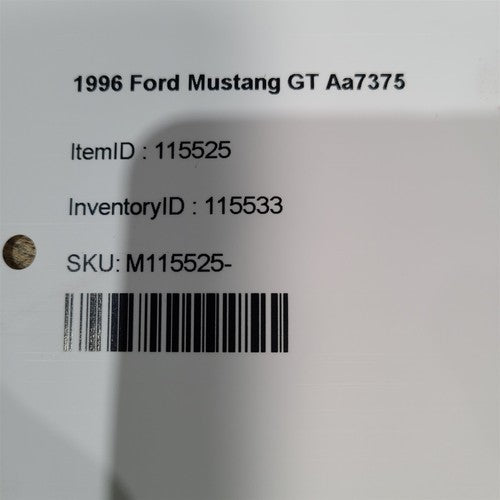 1996 Ford Mustang GT Aa7375
ItemID : 115525
InventoryID : 115533
SKU: M115525-